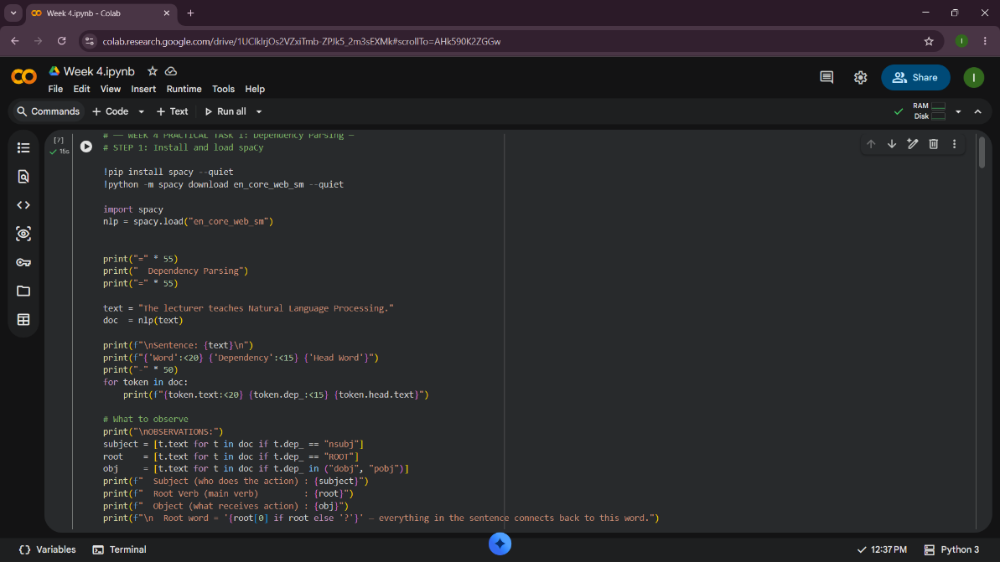 Week 4.ipynb - Colab
colab.research.google.com/drive/1UClklrjOs2VZxiTmb-ZPJk5_2m3sEXMk#scrollTo=AHk590K2ZGGw
I
Week 4.ipynb
File Edit View Insert Runtime Tools Help
Share
I
Commands + Code + Text Run all
RAM
Disk
[7]
15s
# — WEEK 4 PRACTICAL TASK 1: Dependency Parsing —
# STEP 1: Install and load spaCy
!pip install spacy --quiet
!python -m spacy download en_core_web_sm --quiet
import spacy
nlp = spacy.load("en_core_web_sm")
print("=" * 55)
print("  Dependency Parsing")
print("=" * 55)
text = "The lecturer teaches Natural Language Processing."
doc  = nlp(text)
print(f"\nSentence: {text}\n")
print(f"{'Word':<20} {'Dependency':<15} {'Head Word'}")
print("-" * 50)
for token in doc:
    print(f"{token.text:<20} {token.dep_:<15} {token.head.text}")
# What to observe
print("\nOBSERVATIONS:")
subject = [t.text for t in doc if t.dep_ == "nsubj"]
root    = [t.text for t in doc if t.dep_ == "ROOT"]
obj     = [t.text for t in doc if t.dep_ in ("dobj", "pobj")]
print(f"  Subject (who does the action) : {subject}")
print(f"  Root Verb (main verb)         : {root}")
print(f"  Object (what receives action) : {obj}")
print(f"\n  Root word = '{root[0] if root else '?'}' — everything in the sentence connects back to this word.")
Variables Terminal
12:37 PM Python 3